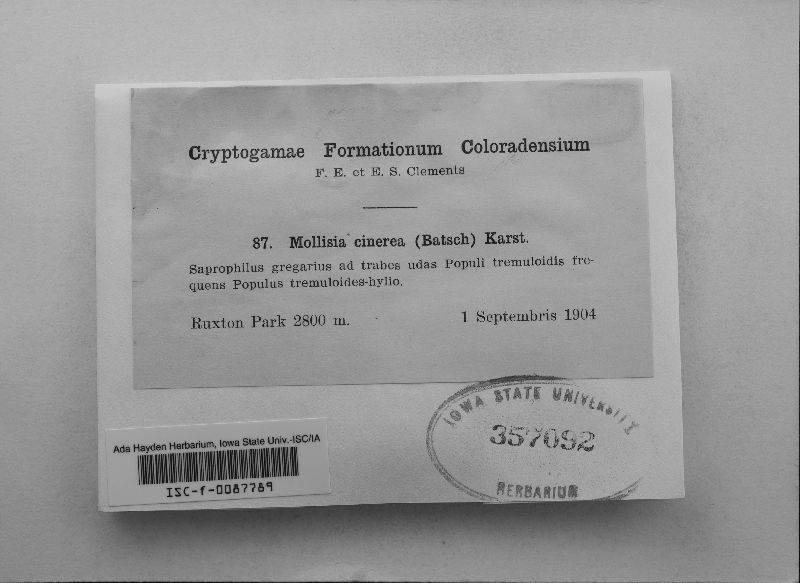 Cryptogamae Formationum Coloradensium
F. E. et E. S. Clements
87. Mollisia cinerea (Batsch) Karst.
Saprophilus gregarius ad trabes udas Populi tremuloidis fre-
quens Populus tremuloides-hylio.
Ruxton Park 2800 m. 1 Septembris 1904
Ada Hayden Herbarium, Iowa State Univ.-ISC/IA
ISC-f-0087789
IOWA STATE UNIVERSITY
357092
HERBARIUM